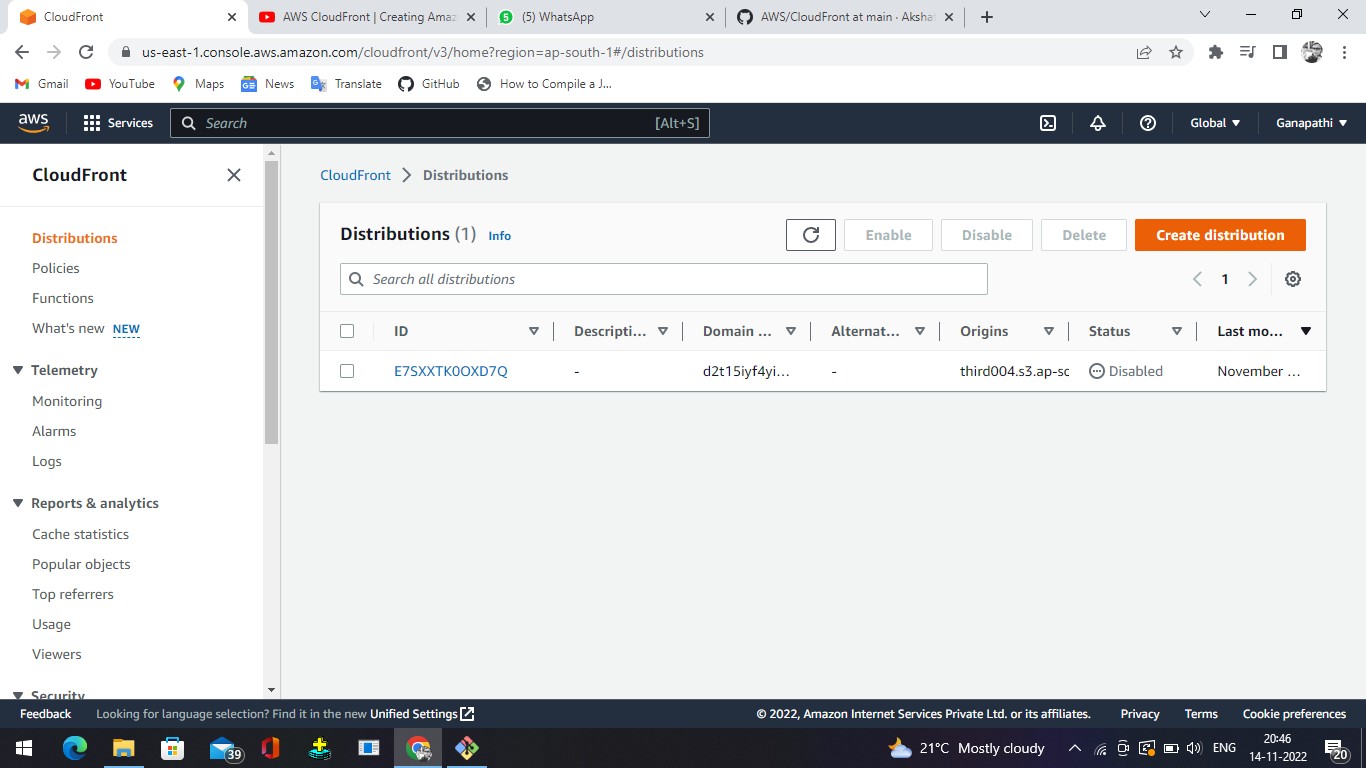 CloudFront
AWS CloudFront | Creating Amaz
(5) WhatsApp
AWS/CloudFront at main · Aksha
us-east-1.console.aws.amazon.com/cloudfront/v3/home?region=ap-south-1#/distributions
Gmail YouTube Maps News Translate GitHub How to Compile a J...
aws Services Search [Alt+S] Global Ganapathi
CloudFront
Distributions
Policies
Functions
What's new NEW
Telemetry
Monitoring
Alarms
Logs
Reports & analytics
Cache statistics
Popular objects
Top referrers
Usage
Viewers
Security
CloudFront Distributions
Distributions (1) Info Enable Disable Delete Create distribution
Search all distributions 1
ID Descripti... Domain ... Alternat... Origins Status Last mo...
E7SXXTK0OXD7Q - d2t15iyf4yi... - third004.s3.ap-sc Disabled November ...
Feedback Looking for language selection? Find it in the new Unified Settings © 2022, Amazon Internet Services Private Ltd. or its affiliates. Privacy Terms Cookie preferences
39 21°C Mostly cloudy ENG 20:46
14-11-2022 20